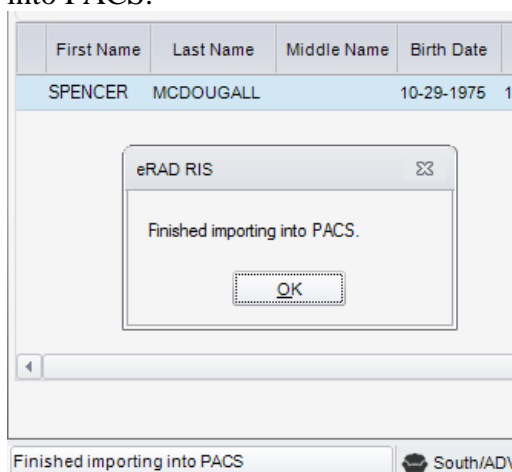 into PACS.
First Name Last Name Middle Name Birth Date
SPENCER MCDOUGALL 10-29-1975 1
eRAD RIS
Finished importing into PACS.
OK
Finished importing into PACS South/ADV